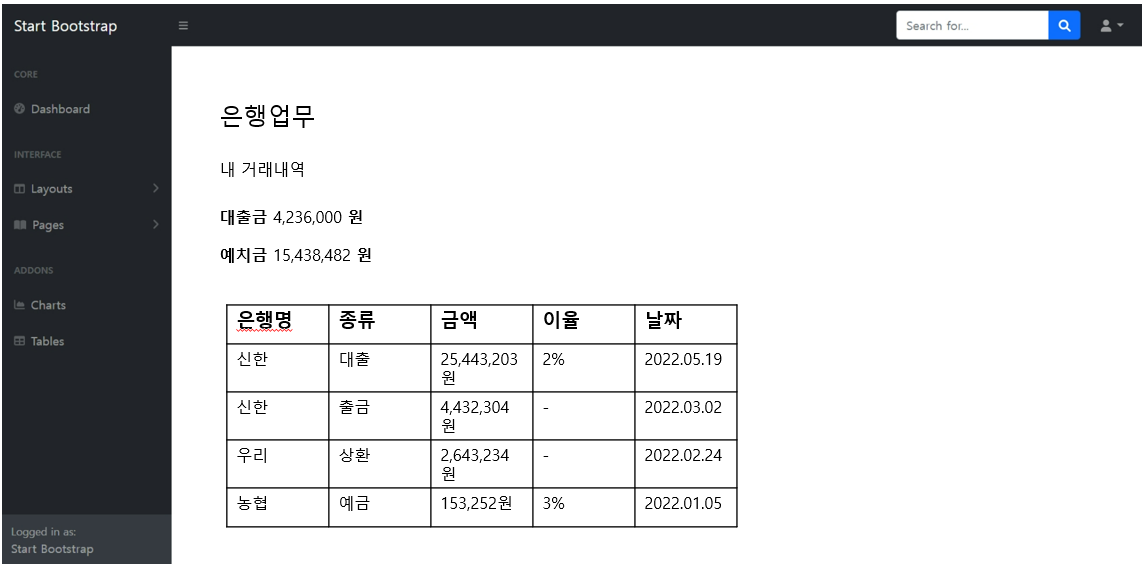 Start Bootstrap
Search for...
CORE
Dashboard
INTERFACE
Layouts
Pages
ADDONS
Charts
Tables
Logged in as:
Start Bootstrap
은행업무
내 거래내역
대출금 4,236,000 원
예치금 15,438,482 원
은행명 종류 금액 이율 날짜
신한 대출 25,443,203 2% 2022.05.19
원
신한 출금 4,432,304 - 2022.03.02
원
우리 상환 2,643,234 - 2022.02.24
원
농협 예금 153,252원 3% 2022.01.05